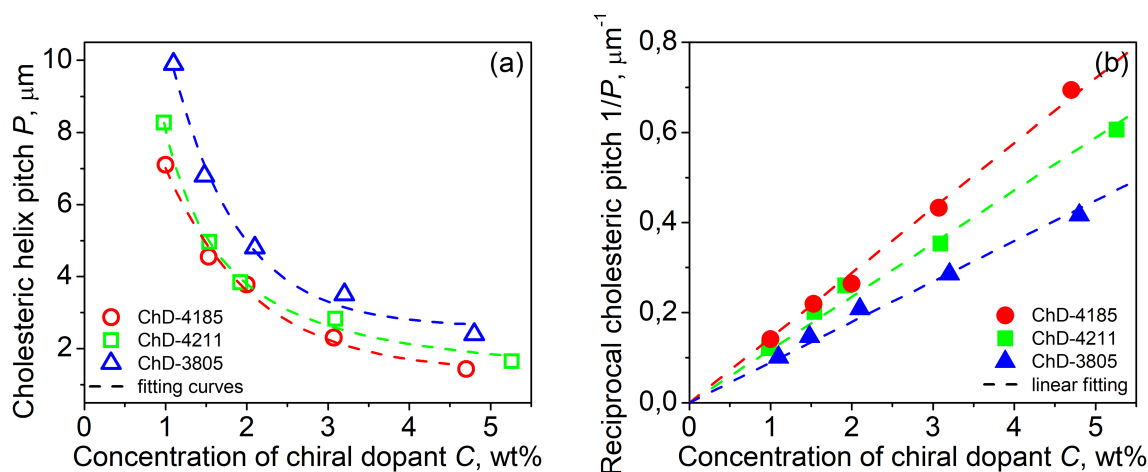 (a)
Cholesteric helix pitch P, μm
10
8
6
4
2
0
1
2
3
4
5
ChD-4185
ChD-4211
ChD-3805
fitting curves
Concentration of chiral dopant C, wt%
(b)
Reciprocal cholesteric pitch 1/P, μm⁻¹
0,8
0,6
0,4
0,2
0,0
0
1
2
3
4
5
ChD-4185
ChD-4211
ChD-3805
linear fitting
Concentration of chiral dopant C, wt%